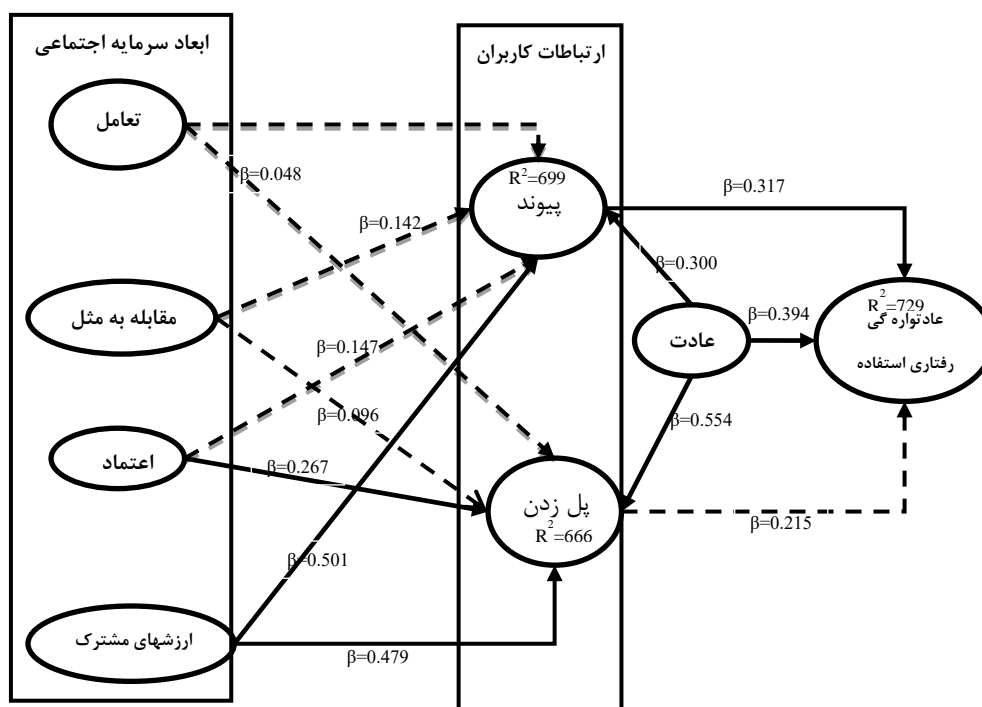 ابعاد سرمایه اجتماعی
ارتباطات کاربران
تعامل
β=0.048
R²=699
پیوند
β=0.317
β=0.142
β=0.300
مقابله به مثل
عادت
β=0.394
R²=729
عادتواره گی
رفتاری استفاده
β=0.147
β=0.096
β=0.554
اعتماد
β=0.267
پل زدن
R²=666
β=0.215
β=0.501
ارزشهای مشترک
β=0.479